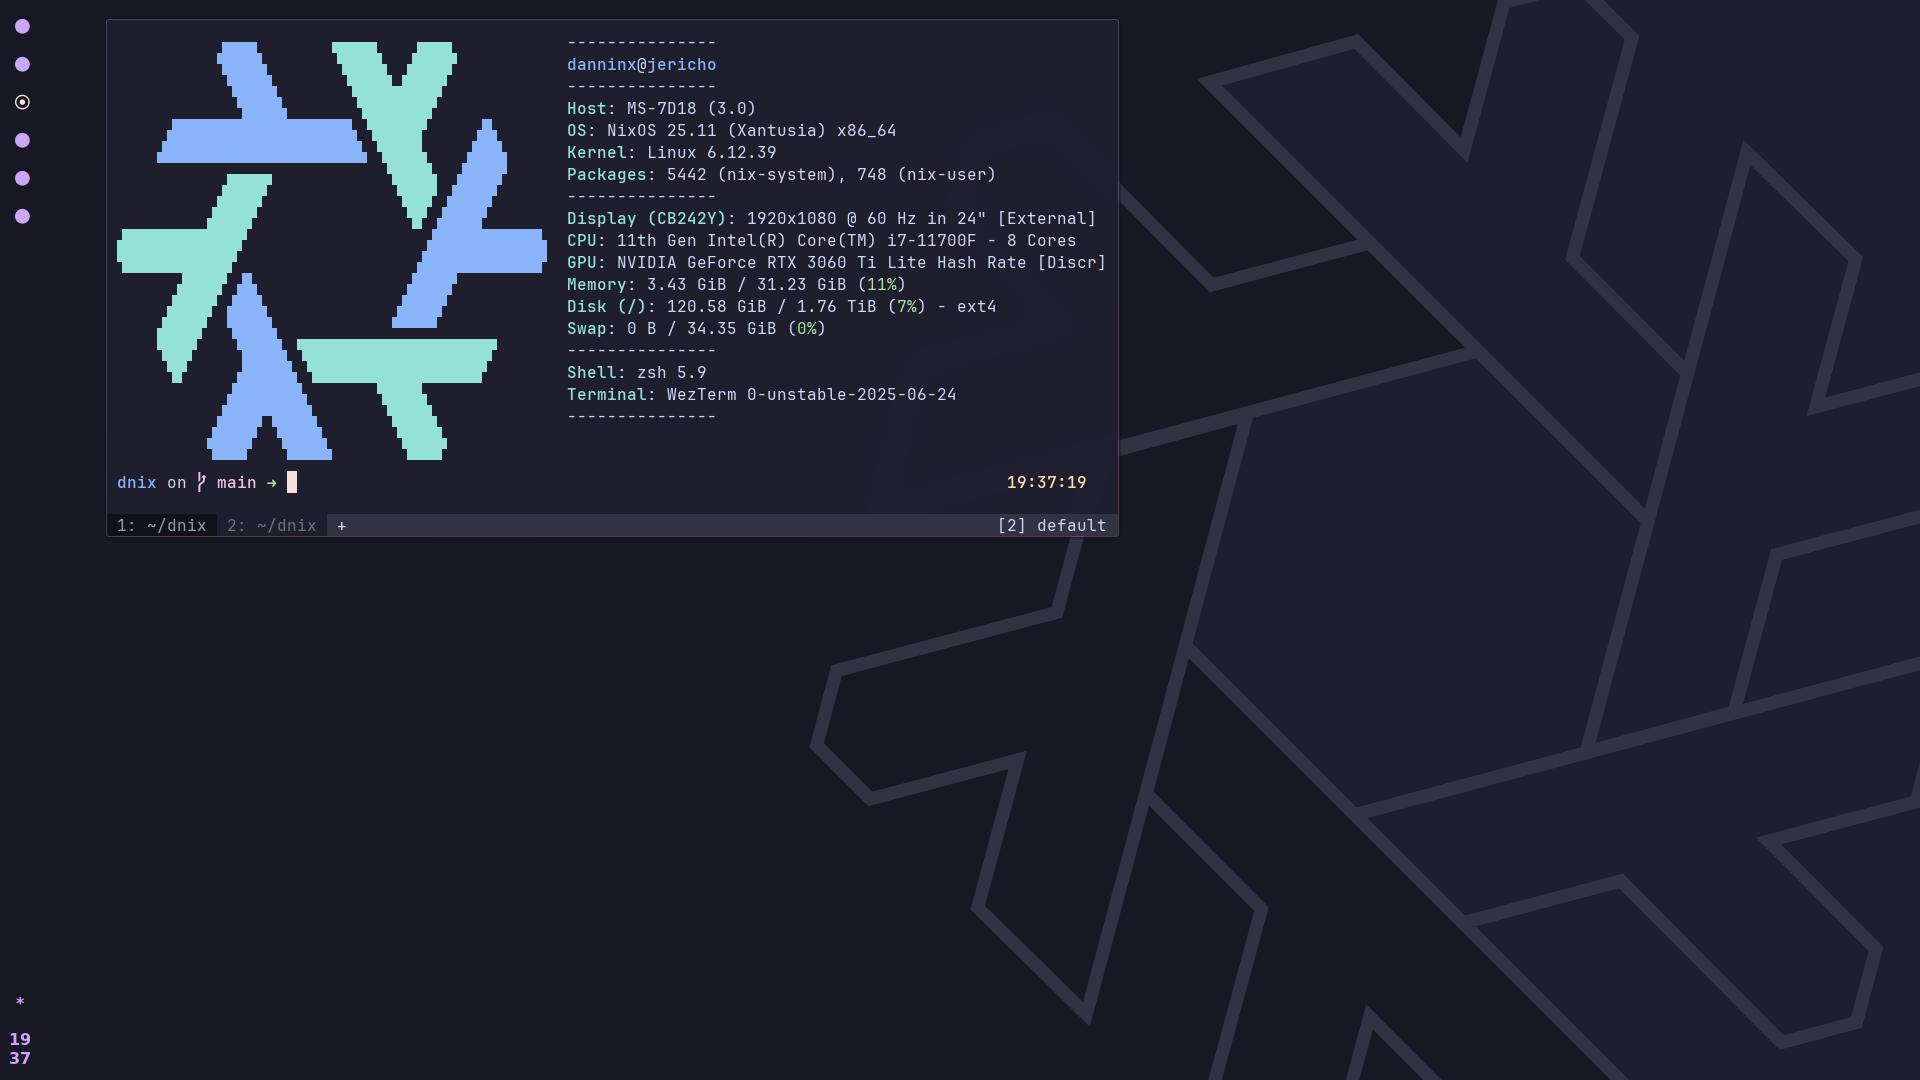 ---------------
danninx@jericho
---------------
Host: MS-7D18 (3.0)
OS: NixOS 25.11 (Xantusia) x86_64
Kernel: Linux 6.12.39
Packages: 5442 (nix-system), 748 (nix-user)
---------------
Display (CB242Y): 1920x1080 @ 60 Hz in 24" [External]
CPU: 11th Gen Intel(R) Core(TM) i7-11700F - 8 Cores
GPU: NVIDIA GeForce RTX 3060 Ti Lite Hash Rate [Discr]
Memory: 3.43 GiB / 31.23 GiB (11%)
Disk (/): 120.58 GiB / 1.76 TiB (7%) - ext4
Swap: 0 B / 34.35 GiB (0%)
---------------
Shell: zsh 5.9
Terminal: WezTerm 0-unstable-2025-06-24
---------------
dnix on main → 19:37:19
1: ~/dnix 2: ~/dnix + [2] default
*
19
37